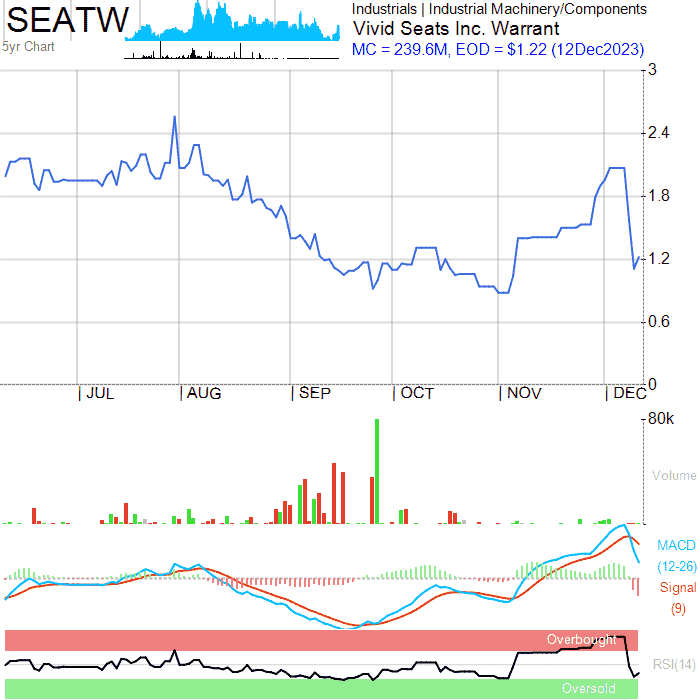 SEATW
Industrials | Industrial Machinery/Components
Vivid Seats Inc. Warrant
5yr Chart
MC = 239.6M, EOD = $1.22 (12Dec2023)
3
2.4
1.8
1.2
0.6
0
JUL
AUG
SEP
OCT
NOV
DEC
80k
Volume
MACD
(12-26)
Signal
(9)
Overbought
RSI(14)
Oversold